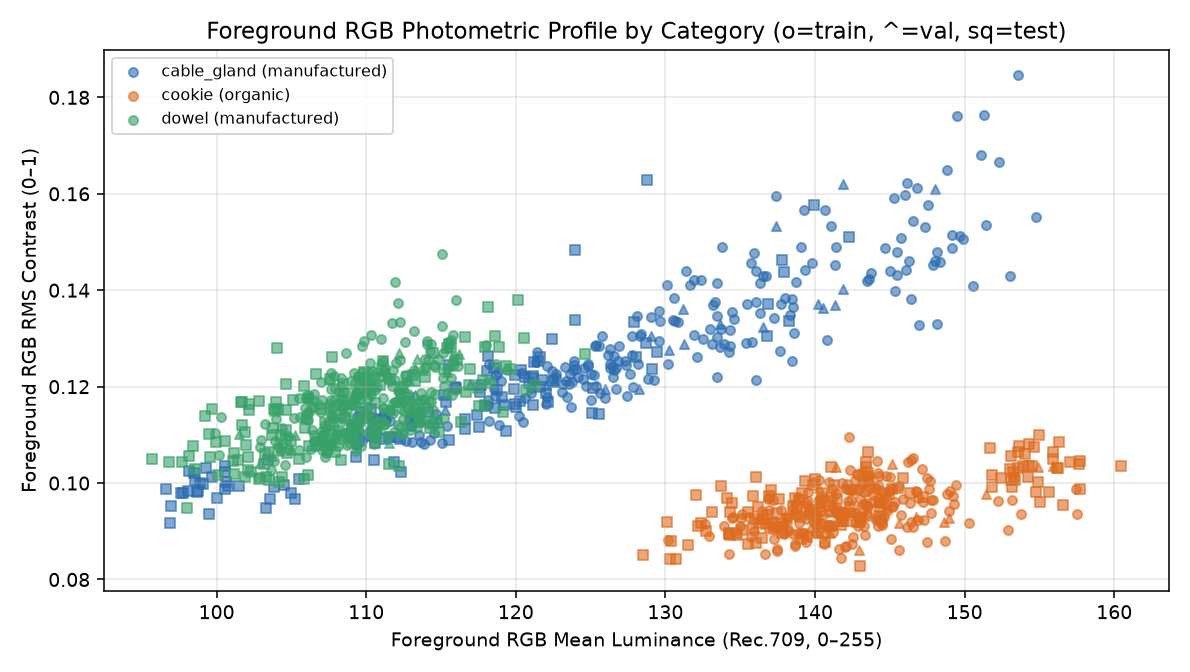 Foreground RGB Photometric Profile by Category (o=train, ^=val, sq=test)
cable_gland (manufactured)
cookie (organic)
dowel (manufactured)
0.18
0.16
0.14
0.12
0.10
0.08
Foreground RGB RMS Contrast (0–1)
100 110 120 130 140 150 160
Foreground RGB Mean Luminance (Rec.709, 0–255)